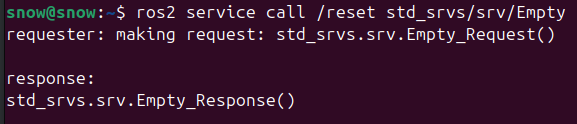 snow@snow:~$ ros2 service call /reset std_srvs/srv/Empty
requester: making request: std_srvs.srv.Empty_Request()

response:
std_srvs.srv.Empty_Response()